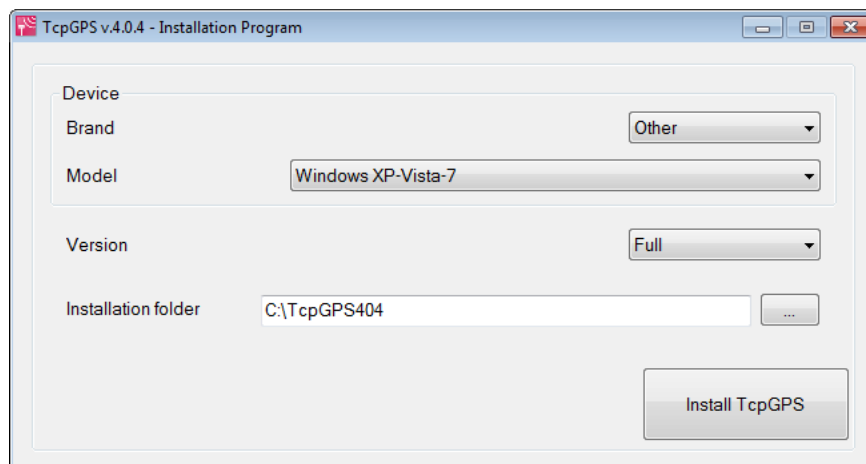 TcpGPS v.4.0.4 - Installation Program
Device
Brand Other
Model Windows XP-Vista-7
Version Full
Installation folder C:\TcpGPS404 ...
Install TcpGPS